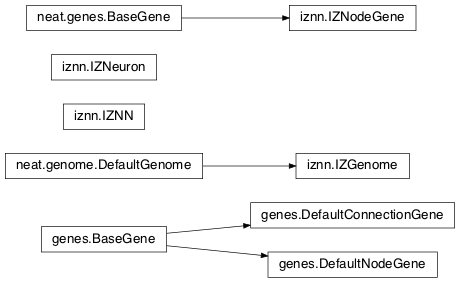 neat.genes.BaseGene
iznn.IZNodeGene
iznn.IZNeuron
iznn.IZNN
neat.genome.DefaultGenome
iznn.IZGenome
genes.DefaultConnectionGene
genes.BaseGene
genes.DefaultNodeGene